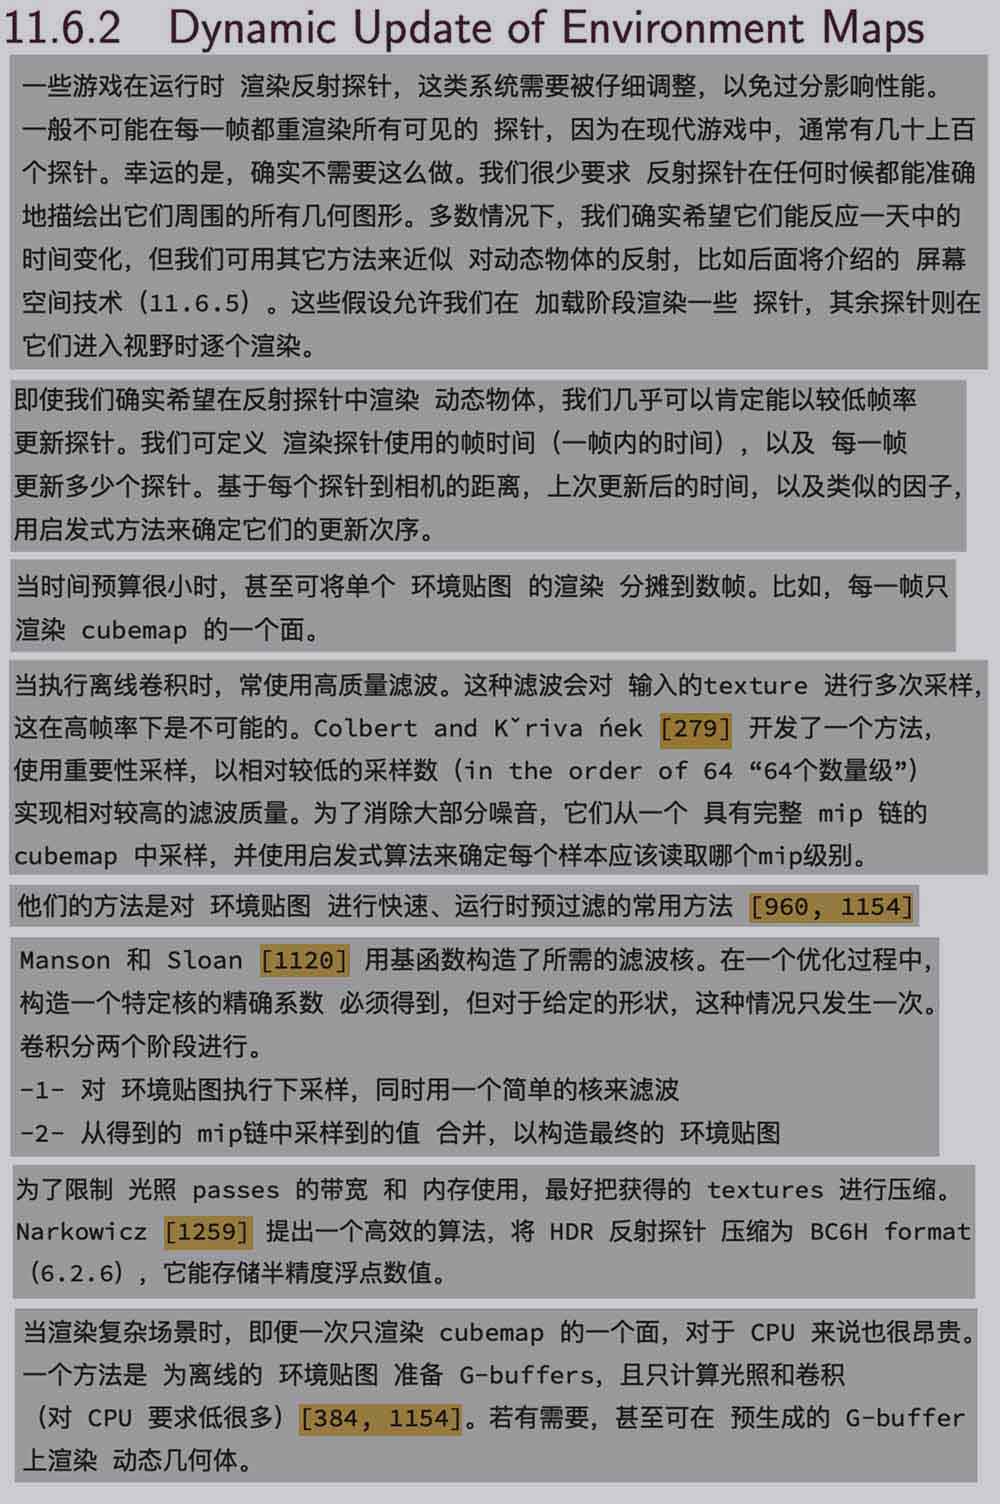 11.6.2 Dynamic Update of Environment Maps
一些游戏在运行时 渲染反射探针，这类系统需要被仔细调整，以免过分影响性能。
一般不可能在每一帧都重渲染所有可见的 探针，因为在现代游戏中，通常有几十上百
个探针。幸运的是，确实不需要这么做。我们很少要求 反射探针在任何时候都能准确
地描绘出它们周围的所有几何图形。多数情况下，我们确实希望它们能反应一天中的
时间变化，但我们可用其它方法来近似 对动态物体的反射，比如后面将介绍的 屏幕
空间技术（11.6.5）。这些假设允许我们在 加载阶段渲染一些 探针，其余探针则在
它们进入视野时逐个渲染。
即使我们确实希望在反射探针中渲染 动态物体，我们几乎可以肯定能以较低帧率
更新探针。我们可定义 渲染探针使用的帧时间（一帧内的时间），以及 每一帧
更新多少个探针。基于每个探针到相机的距离，上次更新后的时间，以及类似的因子，
用启发式方法来确定它们的更新次序。
当时间预算很小时，甚至可将单个 环境贴图 的渲染 分摊到数帧。比如，每一帧只
渲染 cubemap 的一个面。
当执行离线卷积时，常使用高质量滤波。这种滤波会对 输入的texture 进行多次采样，
这在高帧率下是不可能的。Colbert and Kˇriva ńek [279] 开发了一个方法，
使用重要性采样，以相对较低的采样数（in the order of 64 “64个数量级”）
实现相对较高的滤波质量。为了消除大部分噪音，它们从一个 具有完整 mip 链的
cubemap 中采样，并使用启发式算法来确定每个样本应该读取哪个mip级别。
他们的方法是对 环境贴图 进行快速、运行时预过滤的常用方法 [960, 1154]
Manson 和 Sloan [1120] 用基函数构造了所需的滤波核。在一个优化过程中，
构造一个特定核的精确系数 必须得到，但对于给定的形状，这种情况只发生一次。
卷积分两个阶段进行。
-1- 对 环境贴图执行下采样，同时用一个简单的核来滤波
-2- 从得到的 mip链中采样到的值 合并，以构造最终的 环境贴图
为了限制 光照 passes 的带宽 和 内存使用，最好把获得的 textures 进行压缩。
Narkowicz [1259] 提出一个高效的算法，将 HDR 反射探针 压缩为 BC6H format
（6.2.6），它能存储半精度浮点数值。
当渲染复杂场景时，即便一次只渲染 cubemap 的一个面，对于 CPU 来说也很昂贵。
一个方法是 为离线的 环境贴图 准备 G-buffers，且只计算光照和卷积
（对 CPU 要求低很多）[384, 1154]。若有需要，甚至可在 预生成的 G-buffer
上渲染 动态几何体。